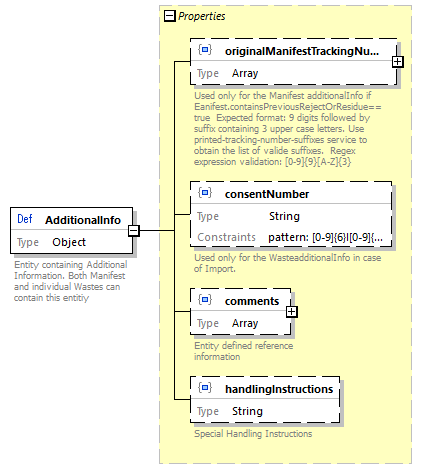 Properties
originalManifestTrackingNu...
Type Array
Used only for the Manifest additionalInfo if
Eanifest.containsPreviousRejectOrResidue==
true Expected format: 9 digits followed by
suffix containing 3 upper case letters. Use
printed-tracking-number-suffixes service to
obtain the list of valide suffixes. Regex
expression validation: [0-9]{9}[A-Z]{3}
consentNumber
Type String
Constraints pattern: [0-9]{6}|[0-9]{...
Used only for the WasteadditionalInfo in case
of Import.
Def AdditionalInfo
Type Object
Entity containing Additional
Information. Both Manifest
and individual Wastes can
contain this entitiy
comments
Type Array
Entity defined reference
information
handlingInstructions
Type String
Special Handling Instructions